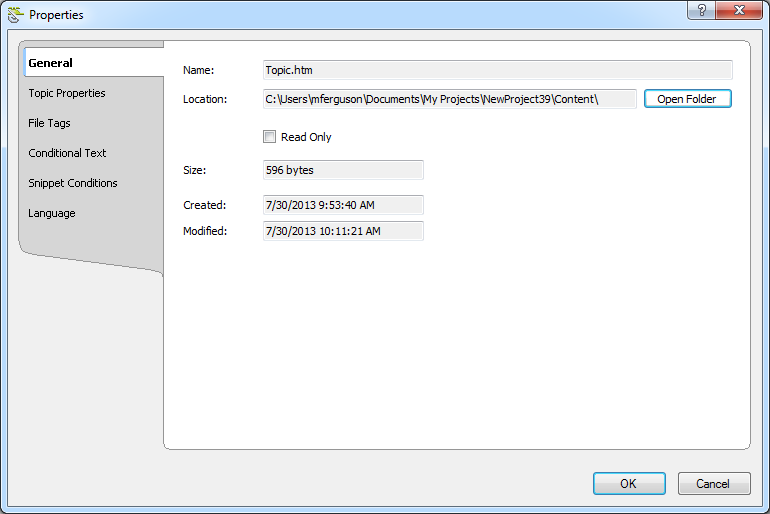 Properties
General
Topic Properties
File Tags
Conditional Text
Snippet Conditions
Language
Name: Topic.htm
Location: C:\Users\mferguson\Documents\My Projects\NewProject39\Content\ Open Folder
Read Only
Size: 596 bytes
Created: 7/30/2013 9:53:40 AM
Modified: 7/30/2013 10:11:21 AM
OK Cancel